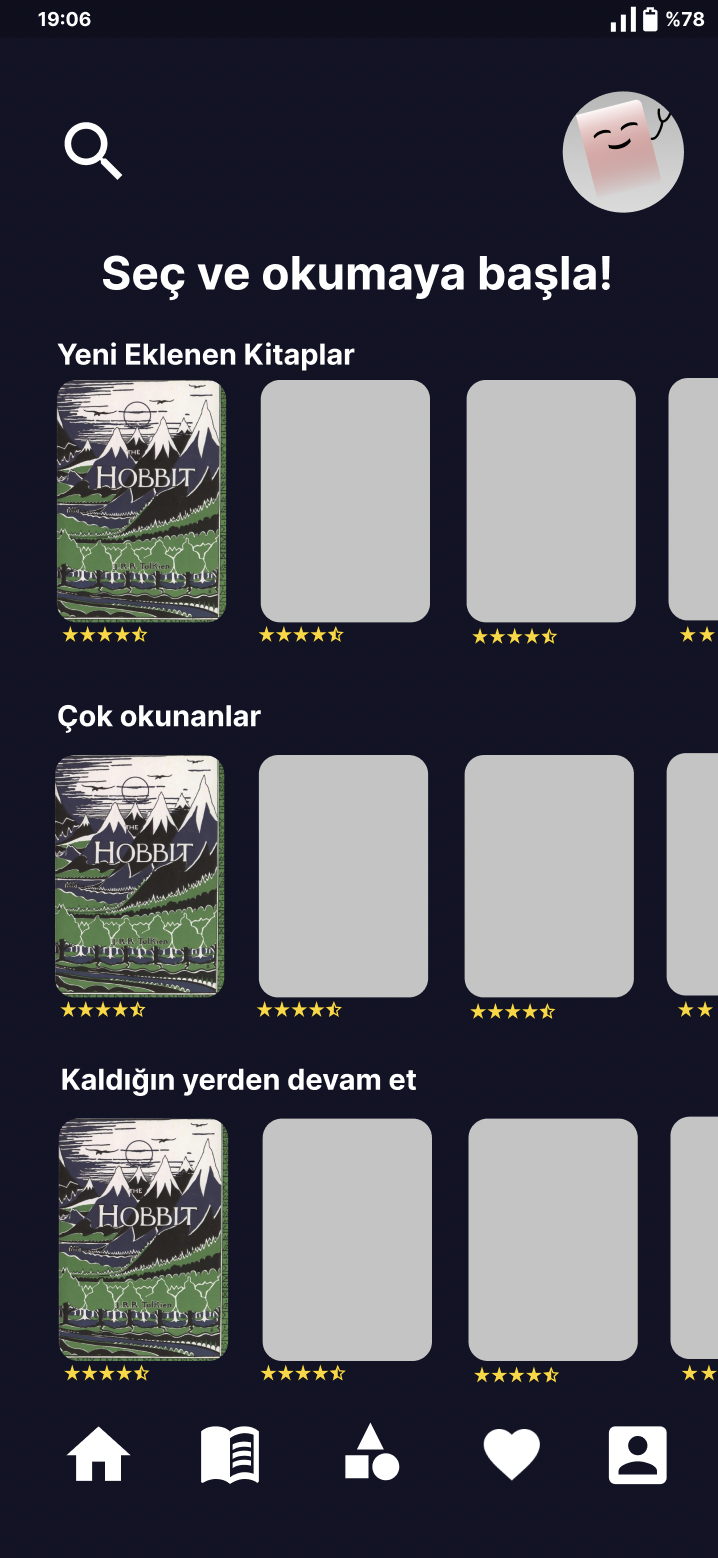 19:06
%78
Seç ve okumaya başla!
Yeni Eklenen Kitaplar
THE
HOBBIT
J.R.R. Tolkien
Çok okunanlar
THE
HOBBIT
J.R.R. Tolkien
Kaldığın yerden devam et
THE
HOBBIT
J.R.R. Tolkien